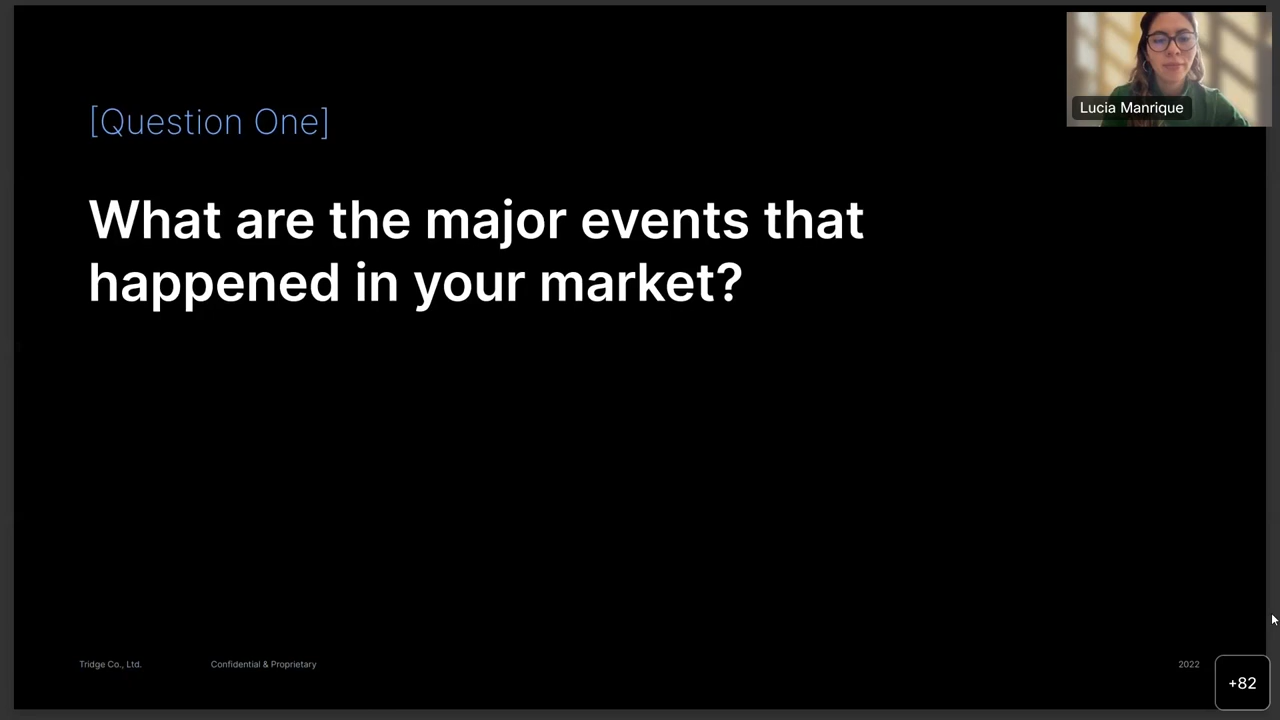 Lucia Manrique
[Question One]
What are the major events that
happened in your market?
Tridge Co., Ltd.
Confidential & Proprietary
2022
+82